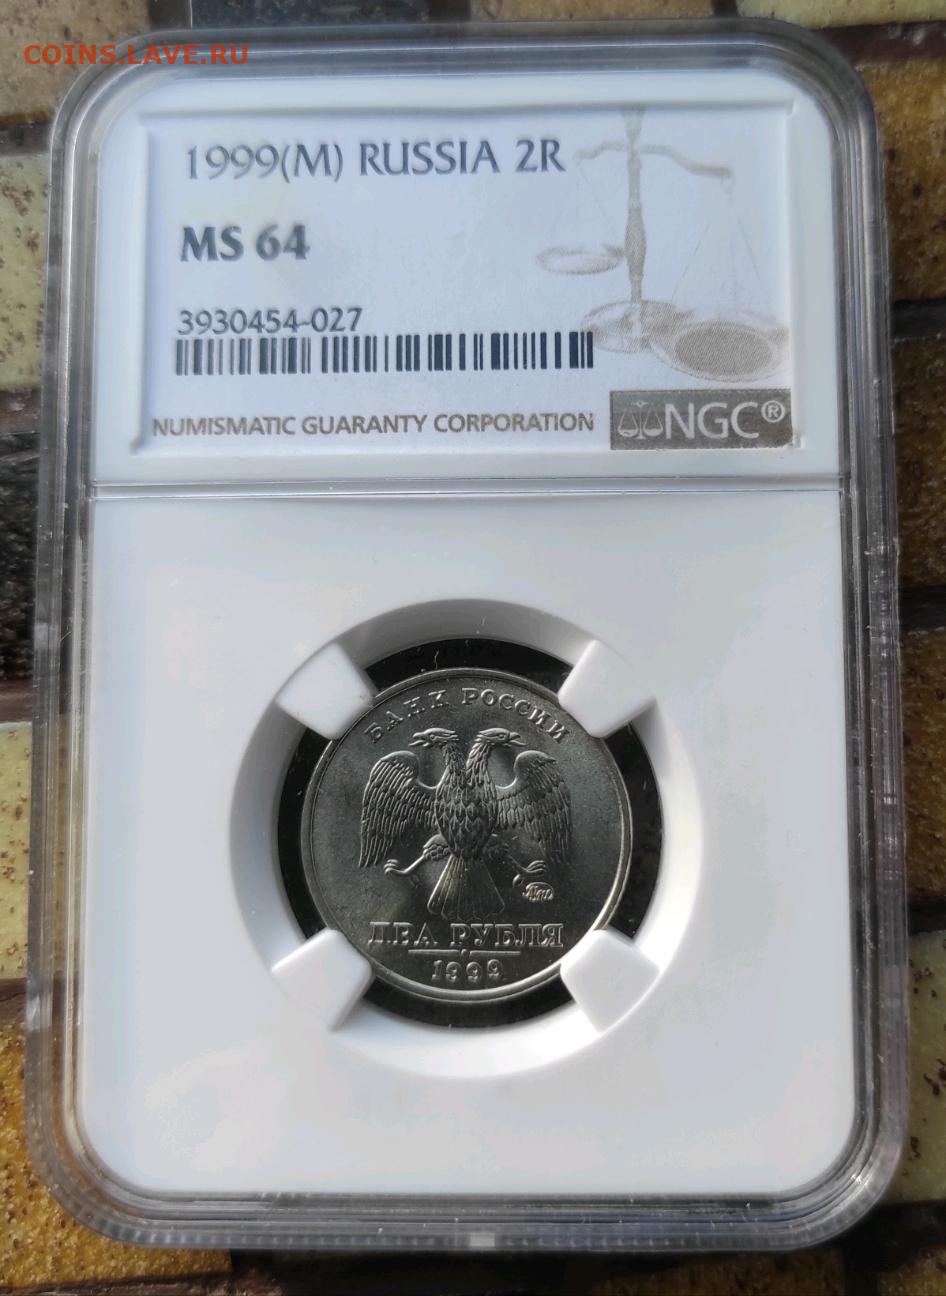 COINS.LAVE.RU
1999(M) RUSSIA 2R
MS 64
3930454-027
NUMISMATIC GUARANTY CORPORATION
NGC®
БАНК РОССИИ
ДВА РУБЛЯ
1999